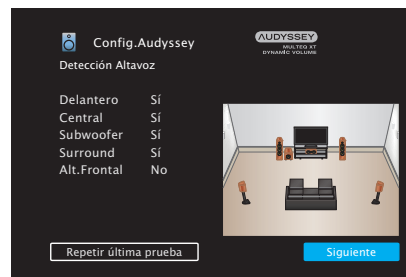 Config.Audyssey
AUDYSSEY
MULTEQ XT
DYNAMIC VOLUME
Detección Altavoz
Delantero Sí
Central Sí
Subwoofer Sí
Surround Sí
Alt.Frontal No
Repetir última prueba
Siguiente